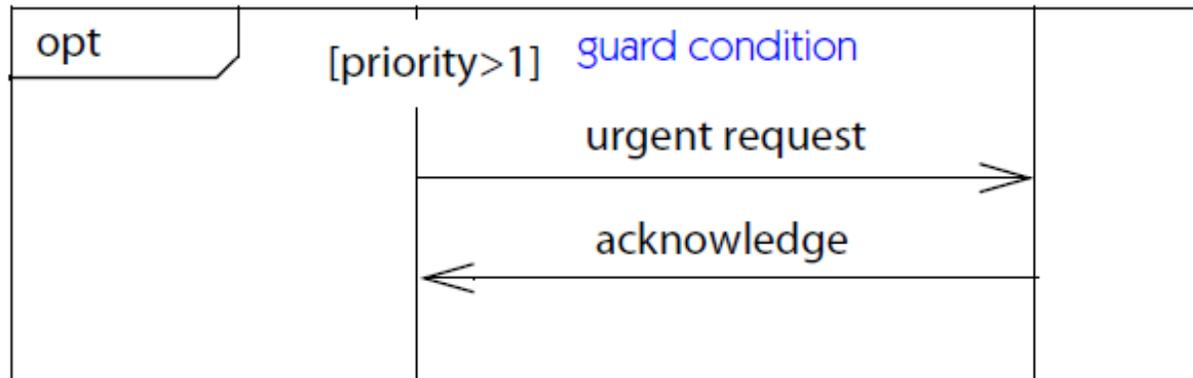 opt
[priority>1] guard condition
urgent request
acknowledge